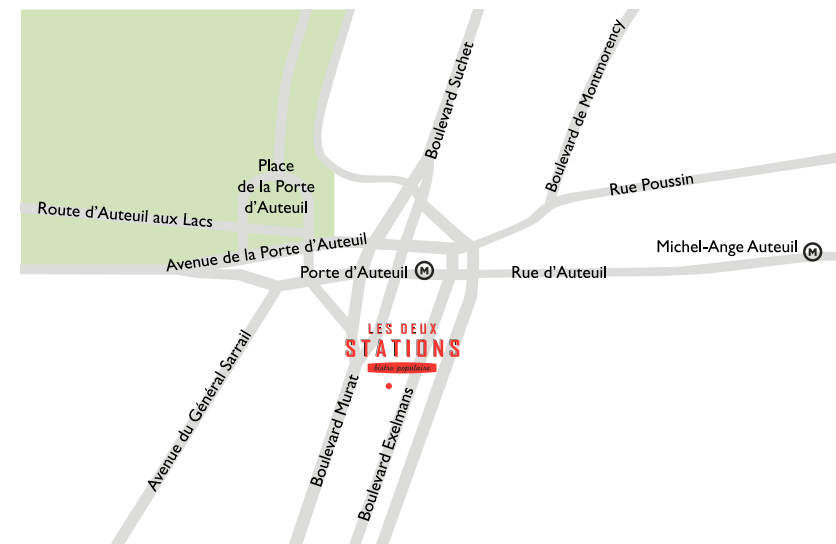 Boulevard Suchet
Boulevard de Montmorency
Place
de la Porte
d'Auteuil
Rue Poussin
Route d'Auteuil aux Lacs
Avenue de la Porte d'Auteuil
Michel-Ange Auteuil M
Porte d'Auteuil M
Rue d'Auteuil
LES DEUX
STATIONS
bistro populaire
Avenue du Général Sarrail
Boulevard Murat
Boulevard Exelmans